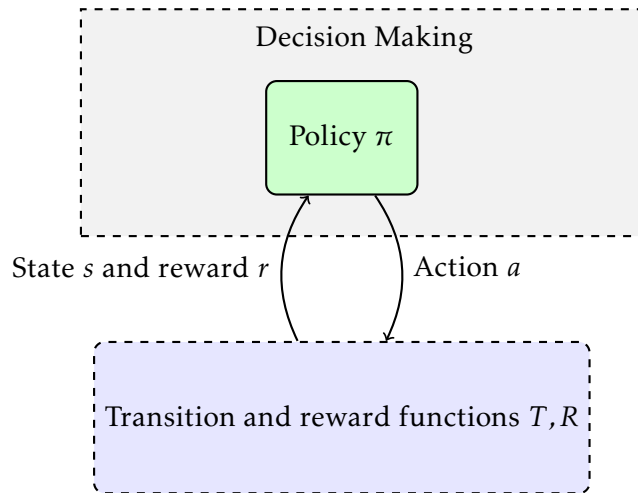 Decision Making
Policy π
State s and reward r
Action a
Transition and reward functions T, R